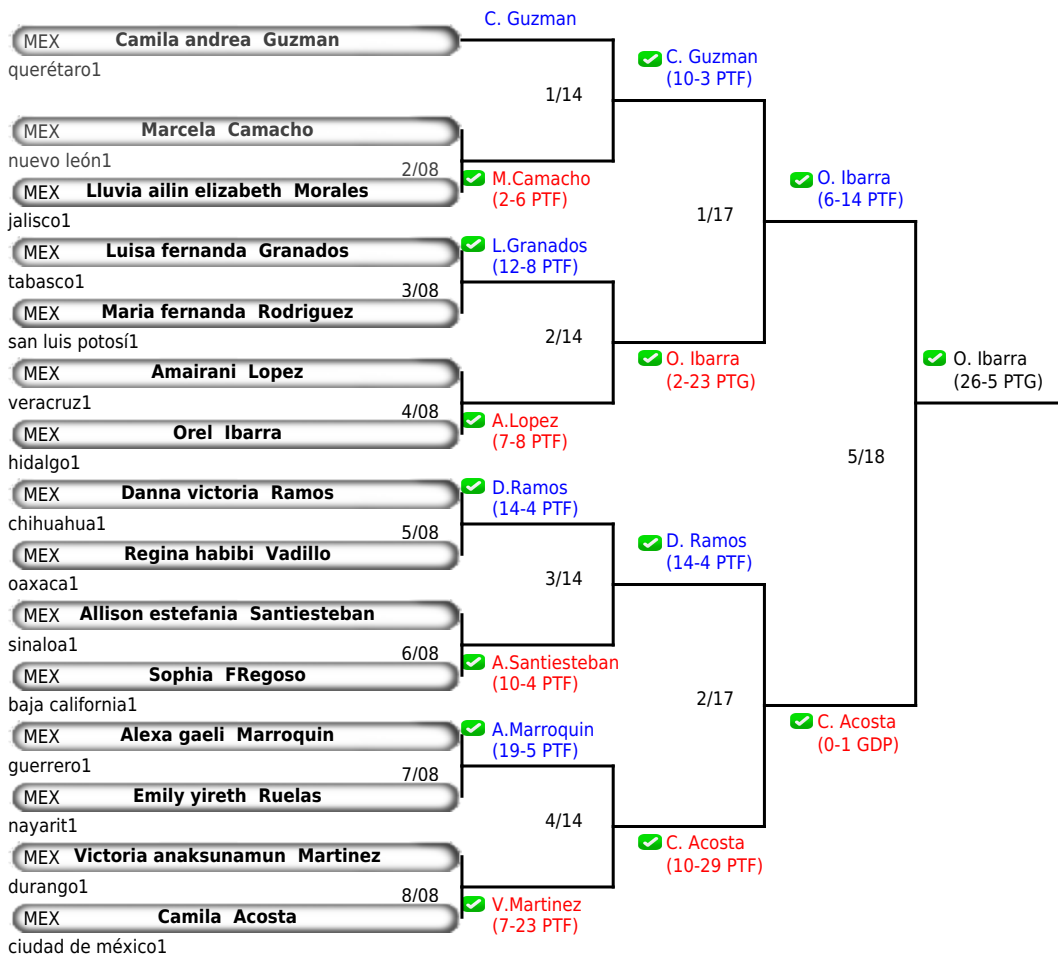 C. Guzman
MEX Camila andrea Guzman
querétaro1
C. Guzman
(10-3 PTF)
1/14
MEX Marcela Camacho
nuevo león1
2/08
M.Camacho
(2-6 PTF)
MEX Lluvia ailin elizabeth Morales
jalisco1
O. Ibarra
(6-14 PTF)
1/17
MEX Luisa fernanda Granados
tabasco1
L.Granados
(12-8 PTF)
3/08
MEX Maria fernanda Rodriguez
san luis potosí1
2/14
O. Ibarra
(2-23 PTG)
O. Ibarra
(26-5 PTG)
MEX Amairani Lopez
veracruz1
4/08
A.Lopez
(7-8 PTF)
MEX Orel Ibarra
hidalgo1
5/18
MEX Danna victoria Ramos
chihuahua1
D.Ramos
(14-4 PTF)
5/08
MEX Regina habibi Vadillo
oaxaca1
D. Ramos
(14-4 PTF)
3/14
MEX Allison estefania Santiesteban
sinaloa1
6/08
A.Santiesteban
(10-4 PTF)
MEX Sophia FRegoso
baja california1
2/17
C. Acosta
(0-1 GDP)
MEX Alexa gaeli Marroquin
guerrero1
A.Marroquin
(19-5 PTF)
7/08
MEX Emily yireth Ruelas
nayarit1
4/14
C. Acosta
(10-29 PTF)
MEX Victoria anaksunamun Martinez
durango1
8/08
V.Martinez
(7-23 PTF)
MEX Camila Acosta
ciudad de méxico1